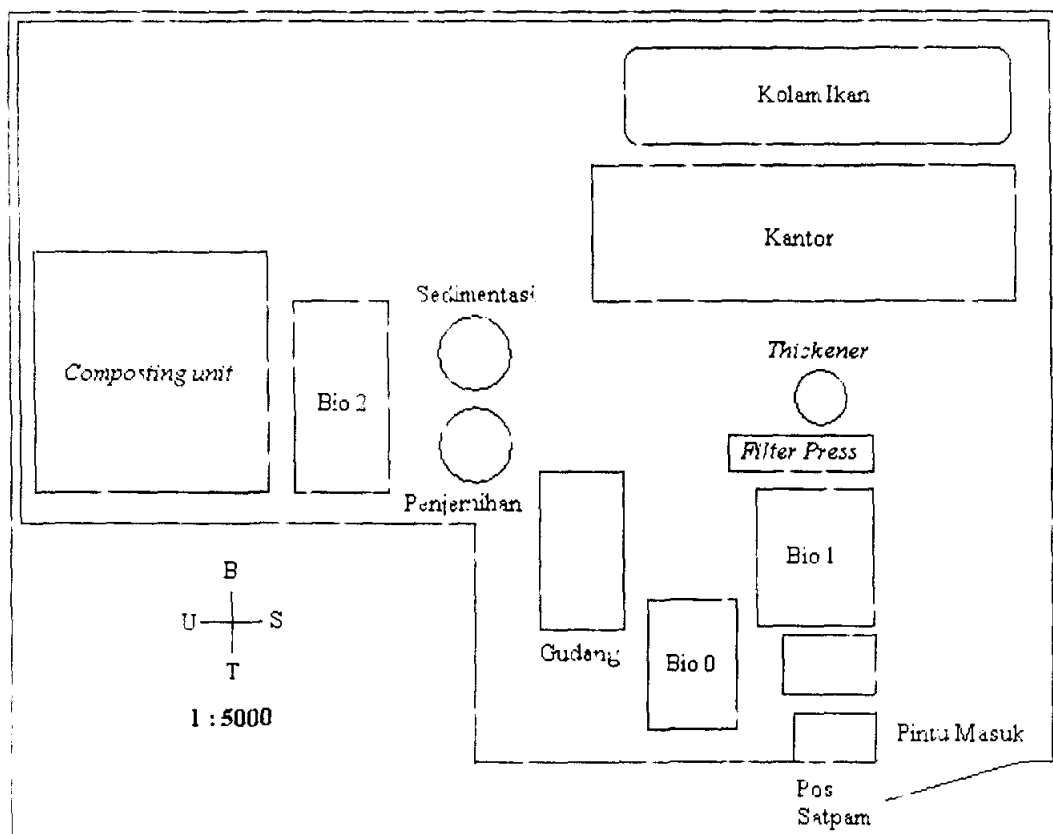 Kolam Ikan
Kantor
Sedimentasi
Thickener
Composting unit
Bio 2
Filter Press
Penjernihan
Bio 1
B
U
S
T
1 : 5000
Gudang
Bio 0
Pintu Masuk
Pos
Satpam